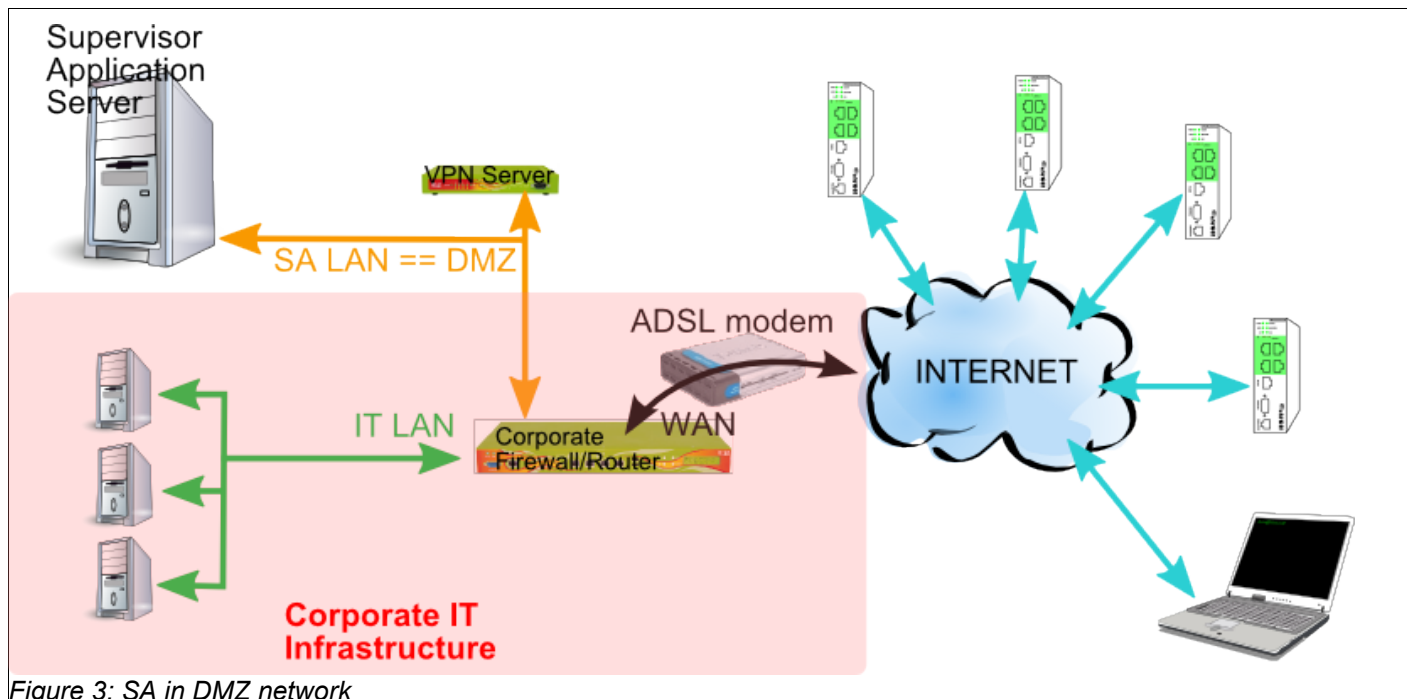 Supervisor
Application
Server
VPN Server
SA LAN == DMZ
ADSL modem
INTERNET
IT LAN
WAN
Corporate
Firewall/Router
Corporate IT
Infrastructure
Figure 3: SA in DMZ network